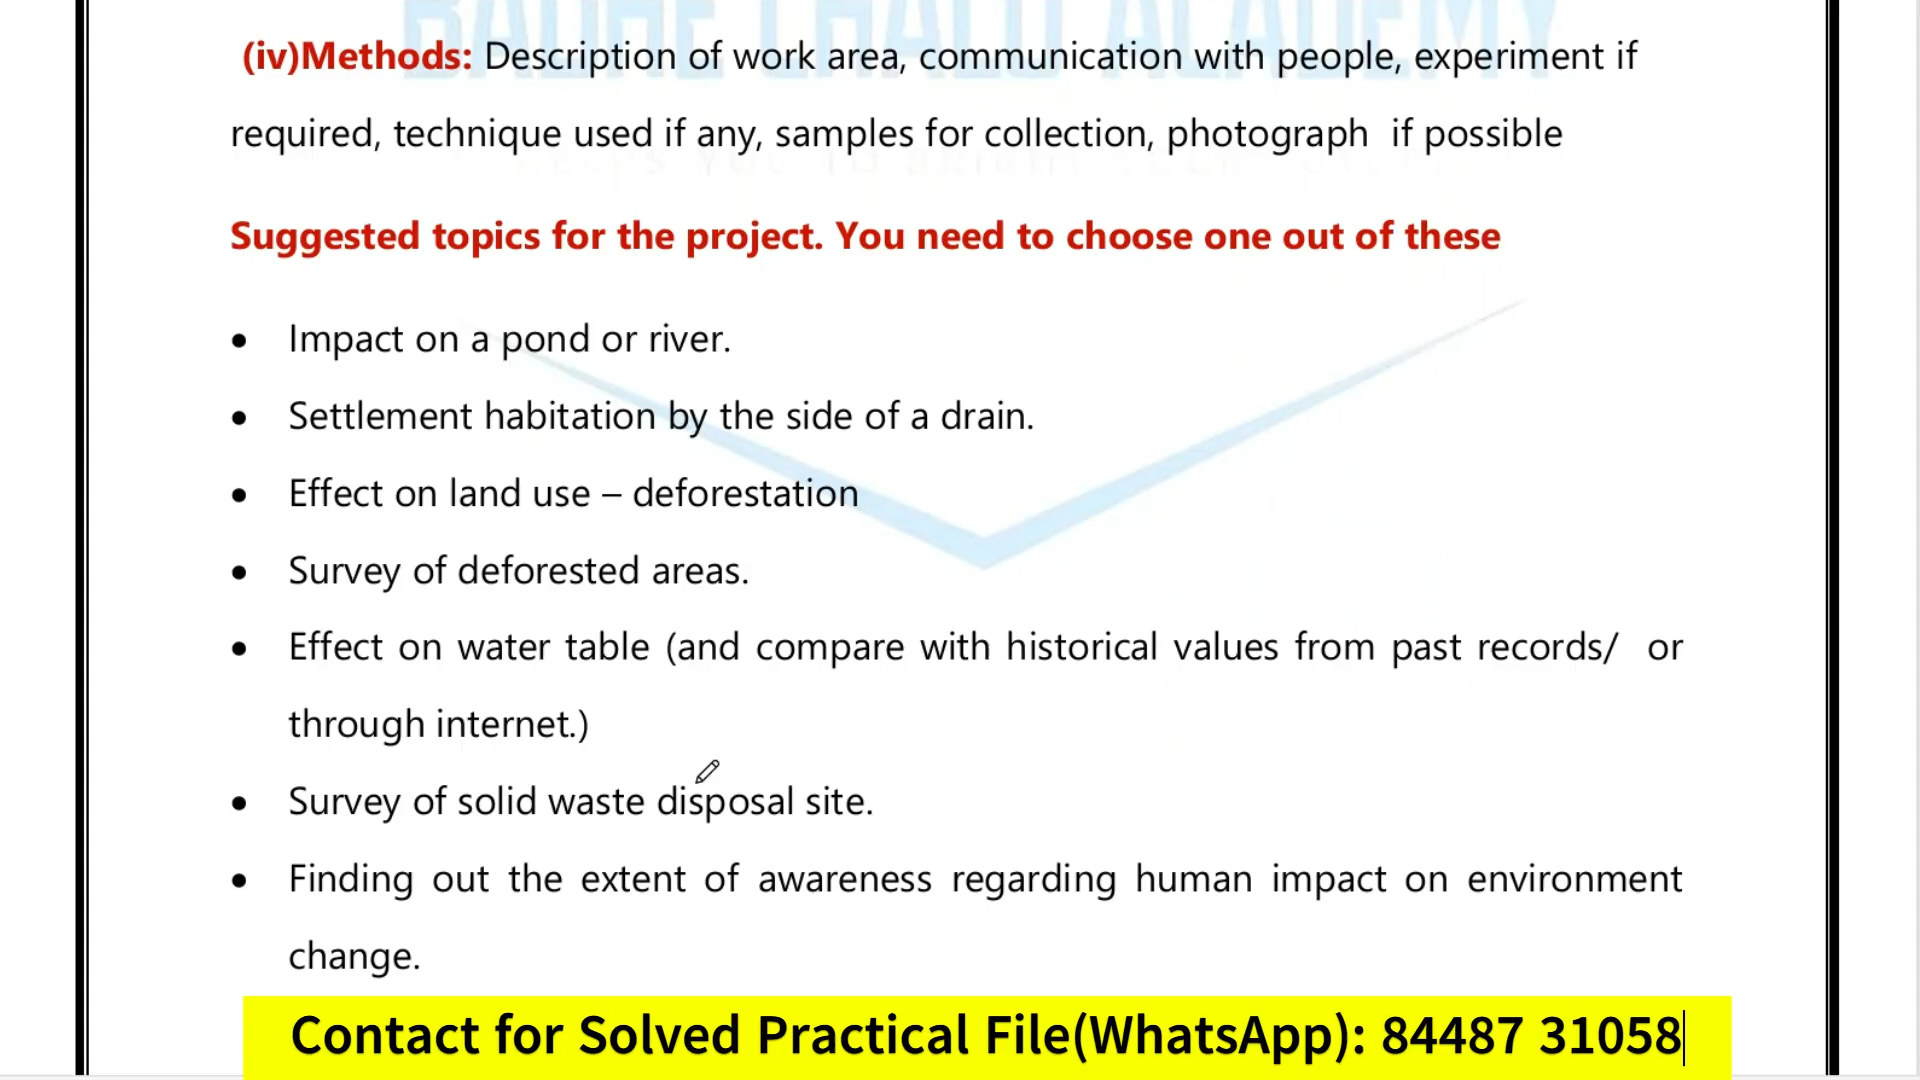 BADHE CHALO ACADEMY
(iv)Methods: Description of work area, communication with people, experiment if
required, technique used if any, samples for collection, photograph if possible
Suggested topics for the project. You need to choose one out of these
• Impact on a pond or river.
• Settlement habitation by the side of a drain.
• Effect on land use – deforestation
• Survey of deforested areas.
• Effect on water table (and compare with historical values from past records/ or
through internet.)
• Survey of solid waste disposal site.
• Finding out the extent of awareness regarding human impact on environment
change.
Contact for Solved Practical File(WhatsApp): 84487 31058